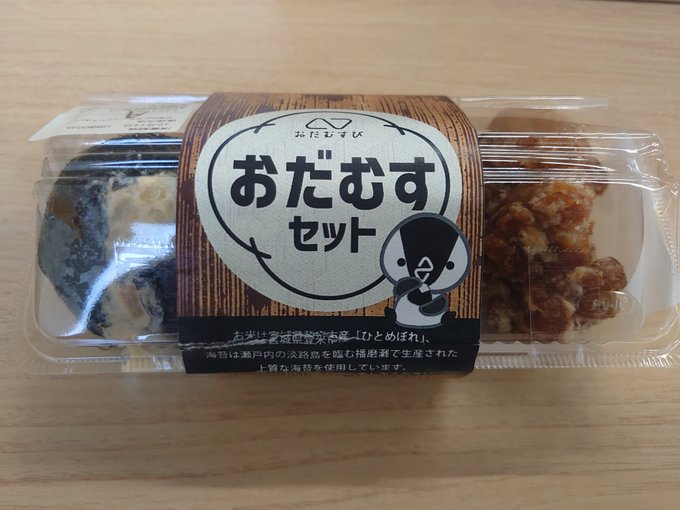 おだむすび
おだむす
セット
お米は宮城県登米市産「ひとめぼれ」、
海苔は瀬戸内の淡路島を臨む播磨灘で生産された
上質な海苔を使用しています。